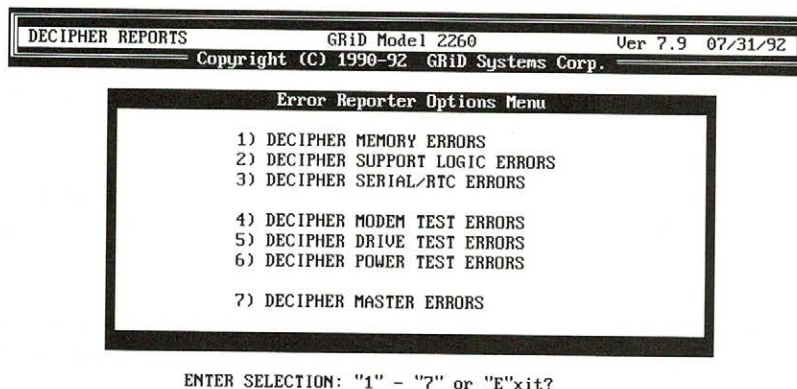 DECIPHER REPORTS GRiD Model 2260 Ver 7.9 07/31/92
Copyright (C) 1990-92 GRiD Systems Corp.
Error Reporter Options Menu
1) DECIPHER MEMORY ERRORS
2) DECIPHER SUPPORT LOGIC ERRORS
3) DECIPHER SERIAL/RTC ERRORS
4) DECIPHER MODEM TEST ERRORS
5) DECIPHER DRIVE TEST ERRORS
6) DECIPHER POWER TEST ERRORS
7) DECIPHER MASTER ERRORS
ENTER SELECTION: "1" - "7" or "E"xit?